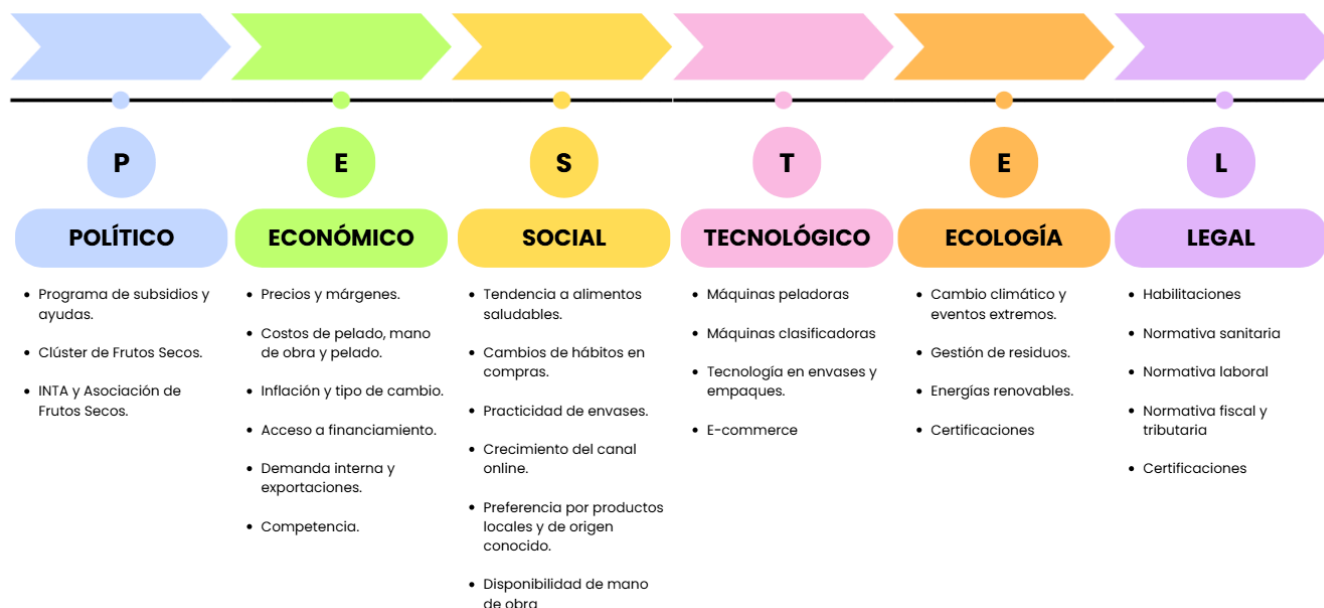 P
POLÍTICO
• Programa de subsidios y
ayudas.
• Clúster de Frutos Secos.
• INTA y Asociación de
Frutos Secos.
E
ECONÓMICO
• Precios y márgenes.
• Costos de pelado, mano
de obra y pelado.
• Inflación y tipo de cambio.
• Acceso a financiamiento.
• Demanda interna y
exportaciones.
• Competencia.
S
SOCIAL
• Tendencia a alimentos
saludables.
• Cambios de hábitos en
compras.
• Practicidad de envases.
• Crecimiento del canal
online.
• Preferencia por productos
locales y de origen
conocido.
• Disponibilidad de mano
de obra
T
TECNOLÓGICO
• Máquinas peladoras
• Máquinas clasificadoras
• Tecnología en envases y
empaques.
• E-commerce
E
ECOLOGÍA
• Cambio climático y
eventos extremos.
• Gestión de residuos.
• Energías renovables.
• Certificaciones
L
LEGAL
• Habilitaciones
• Normativa sanitaria
• Normativa laboral
• Normativa fiscal y
tributaria
• Certificaciones